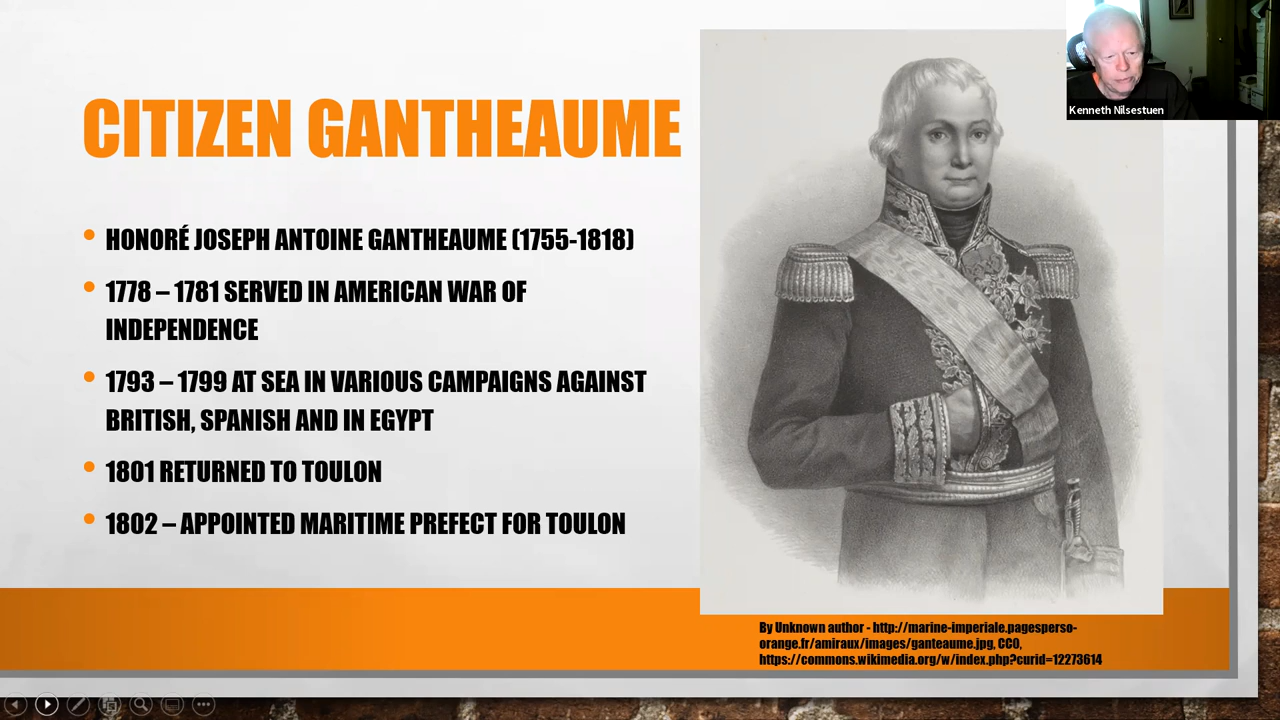 CITIZEN GANTHEAUME
HONORÉ JOSEPH ANTOINE GANTHEAUME (1755-1818)
1778 – 1781 SERVED IN AMERICAN WAR OF
INDEPENDENCE
1793 – 1799 AT SEA IN VARIOUS CAMPAIGNS AGAINST
BRITISH, SPANISH AND IN EGYPT
1801 RETURNED TO TOULON
1802 – APPOINTED MARITIME PREFECT FOR TOULON
Kenneth Nilsestuen
By Unknown author - http://marine-imperiale.pagesperso-
orange.fr/amiraux/images/ganteaume.jpg, CC0,
https://commons.wikimedia.org/w/index.php?curid=12273614